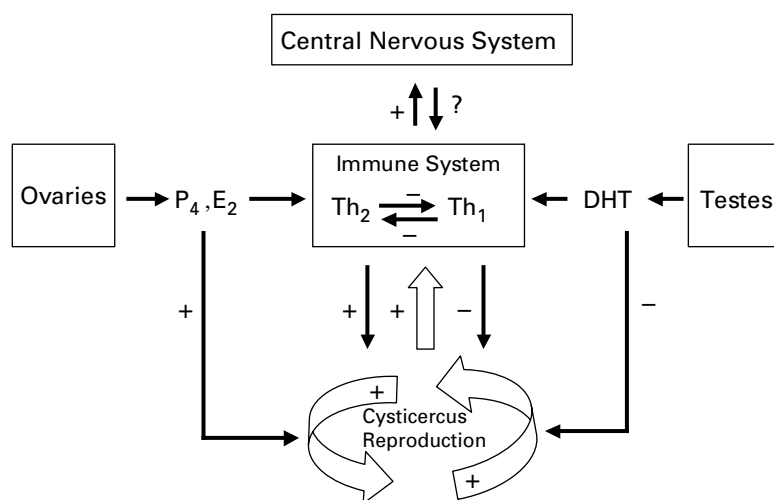 Central Nervous System
+ ?
Immune System
Ovaries P₄,E₂ Th₂ − Th₁ DHT Testes
−
+ + + − −
+
Cysticercus
Reproduction
+